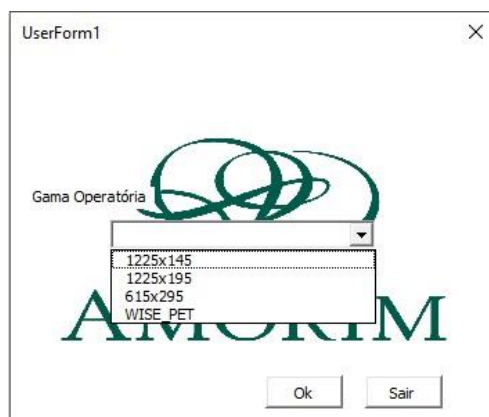 UserForm1
Gama Operatória
1225x145
1225x195
615x295
WISE_PET
AMORIM
Ok
Sair